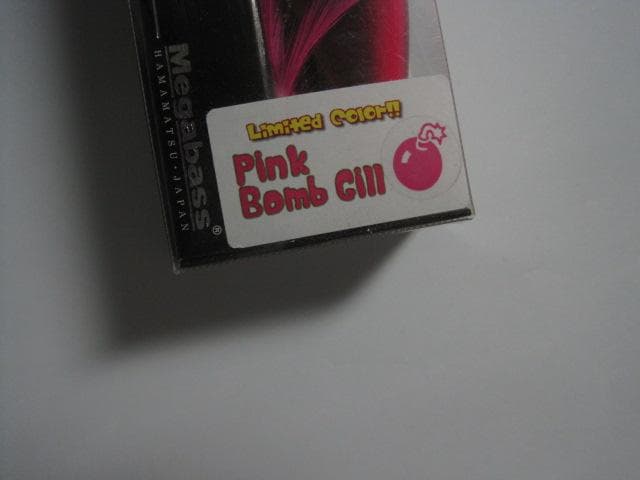 Megabass®
HAMAMATSU·JAPAN
Limited Color!!
Pink
Bomb Gill